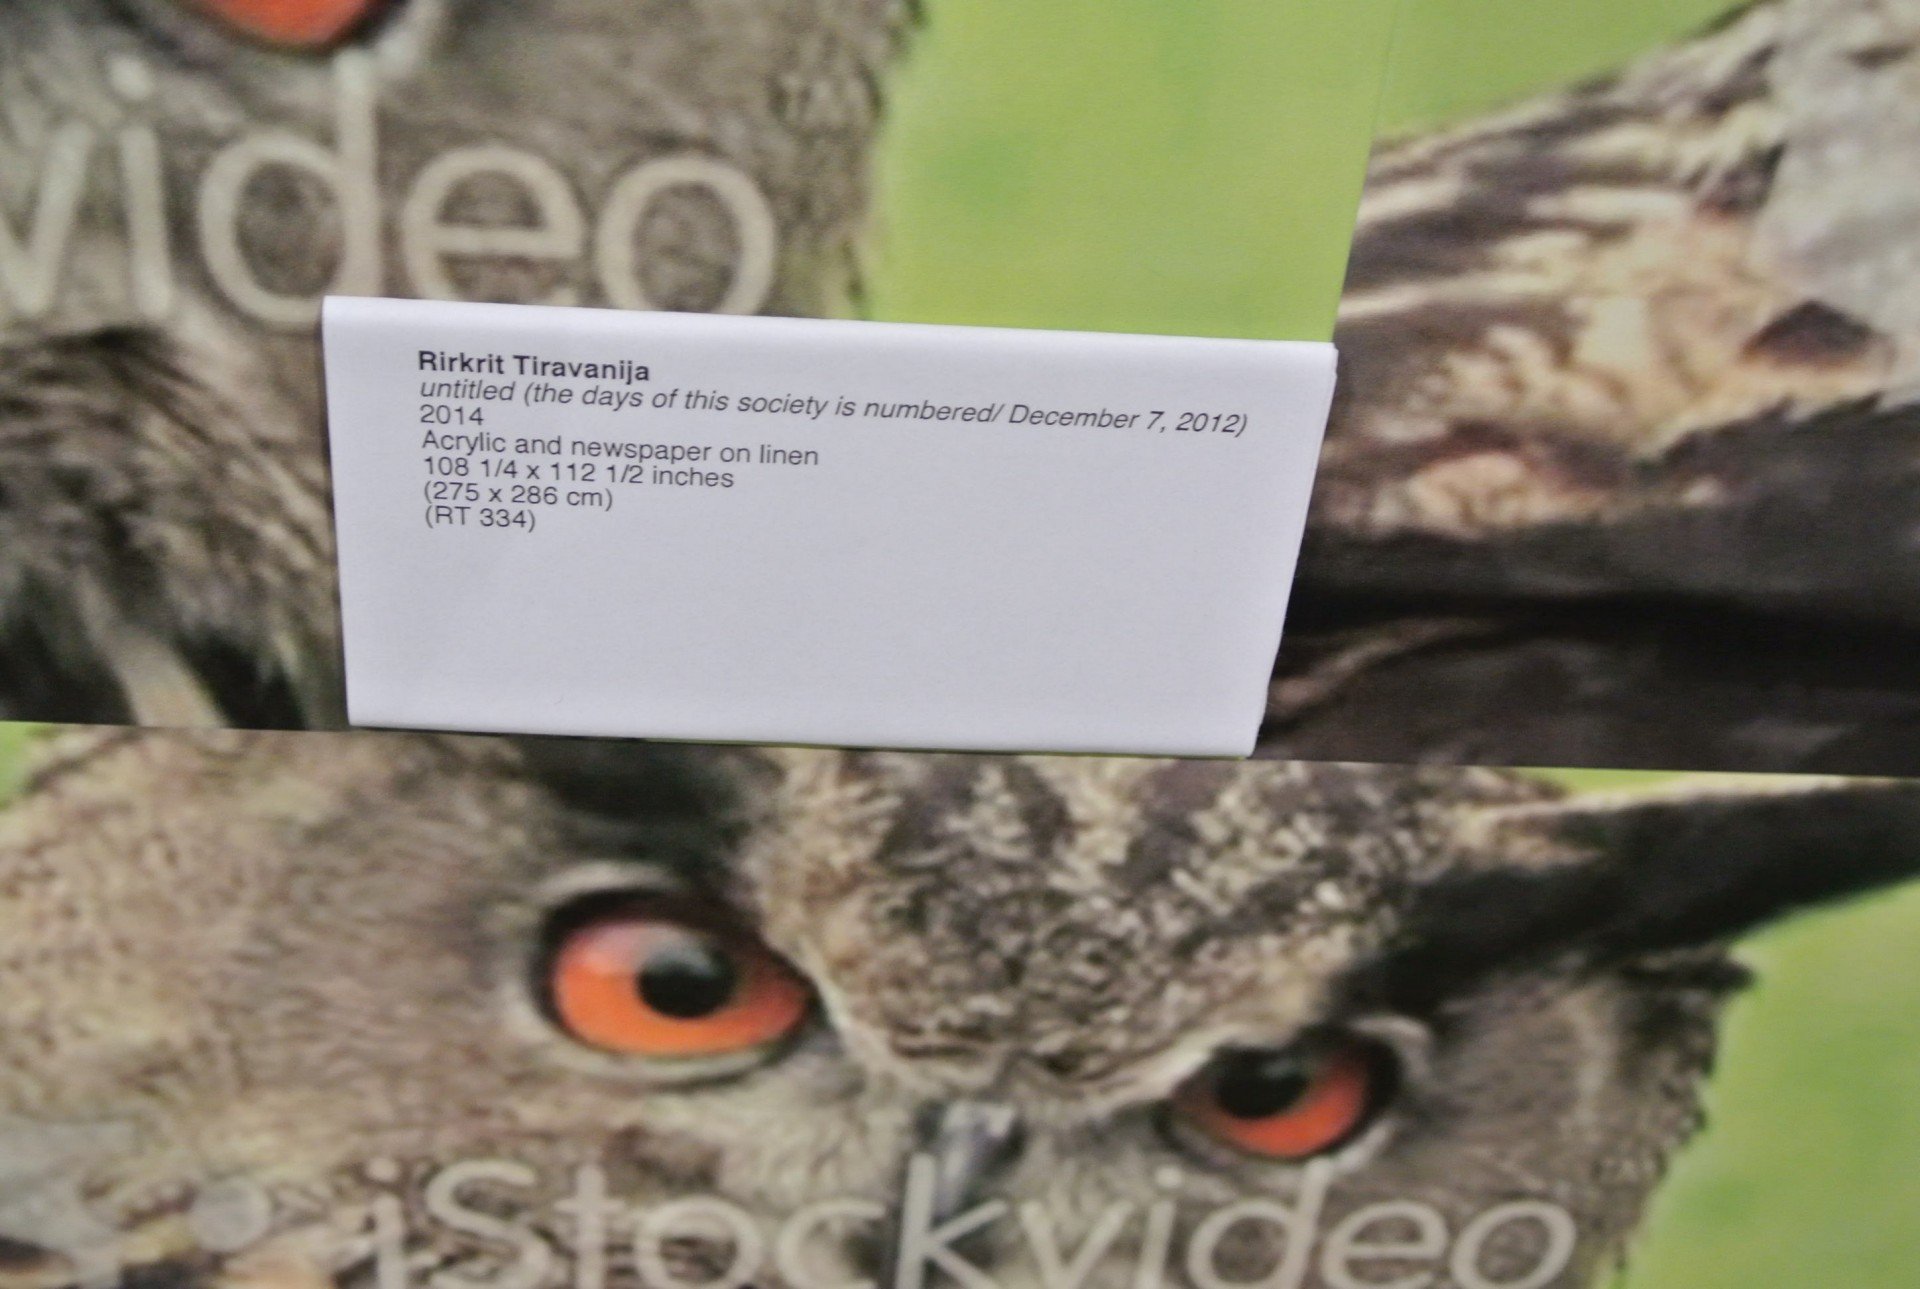 video
Rirkrit Tiravanija
untitled (the days of this society is numbered/ December 7, 2012)
2014
Acrylic and newspaper on linen
108 1/4 x 112 1/2 inches
(275 x 286 cm)
(RT 334)
iStockvideo